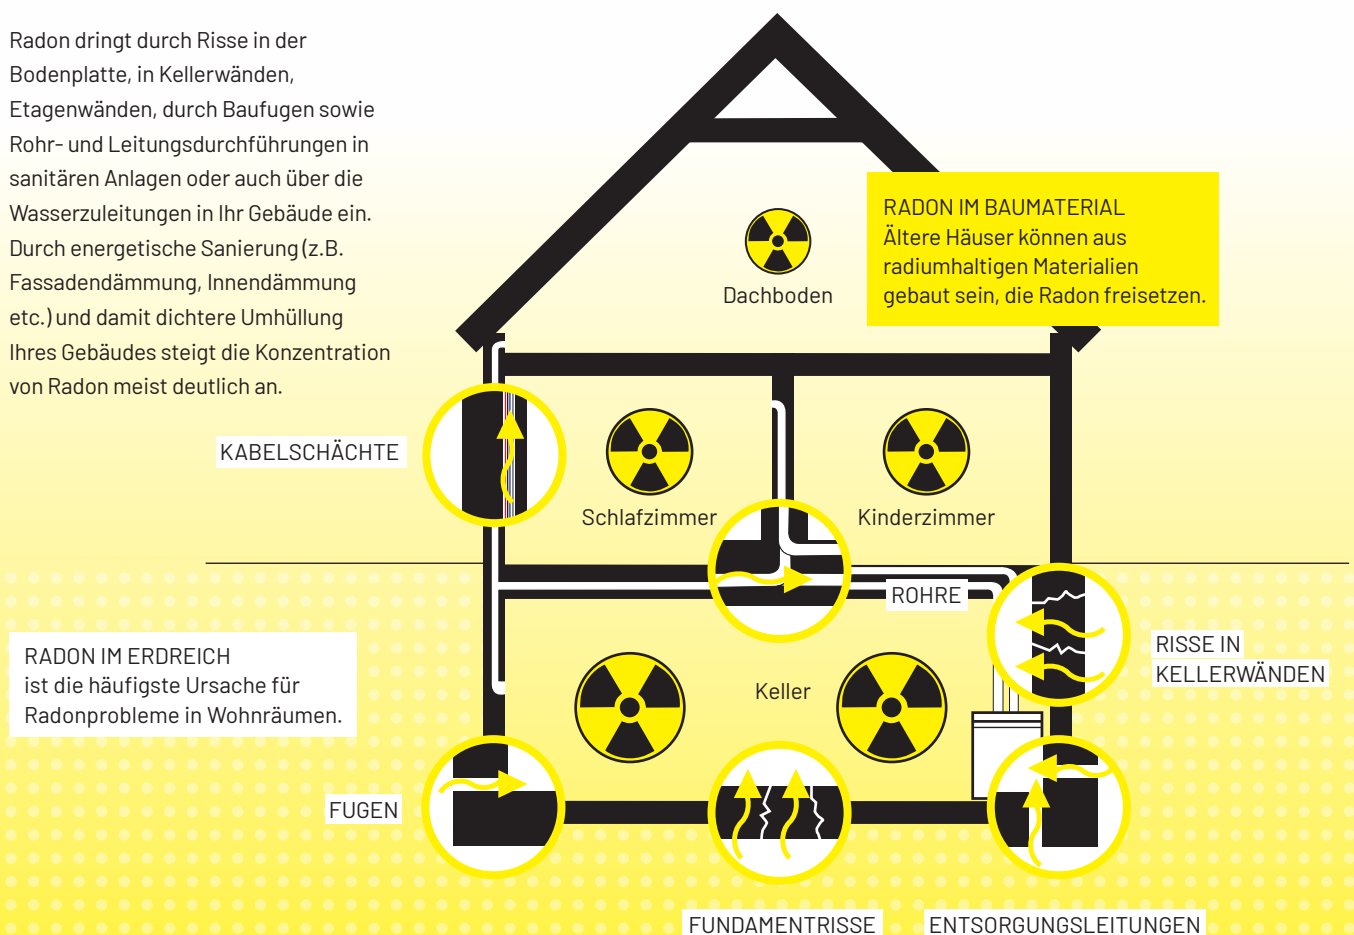 Radon dringt durch Risse in der
Bodenplatte, in Kellerwänden,
Etagenwänden, durch Baufugen sowie
Rohr- und Leitungsdurchführungen in
sanitären Anlagen oder auch über die
Wasserzuleitungen in Ihr Gebäude ein.
Durch energetische Sanierung (z.B.
Fassadendämmung, Innendämmung
etc.) und damit dichtere Umhüllung
Ihres Gebäudes steigt die Konzentration
von Radon meist deutlich an.
RADON IM BAUMATERIAL
Ältere Häuser können aus
radiumhaltigen Materialien
gebaut sein, die Radon freisetzen.
Dachboden
KABELSCHÄCHTE
Schlafzimmer
Kinderzimmer
ROHRE
RISSE IN
KELLERWÄNDEN
RADON IM ERDREICH
ist die häufigste Ursache für
Radonprobleme in Wohnräumen.
Keller
FUGEN
FUNDAMENTRISSE
ENTSORGUNGSLEITUNGEN